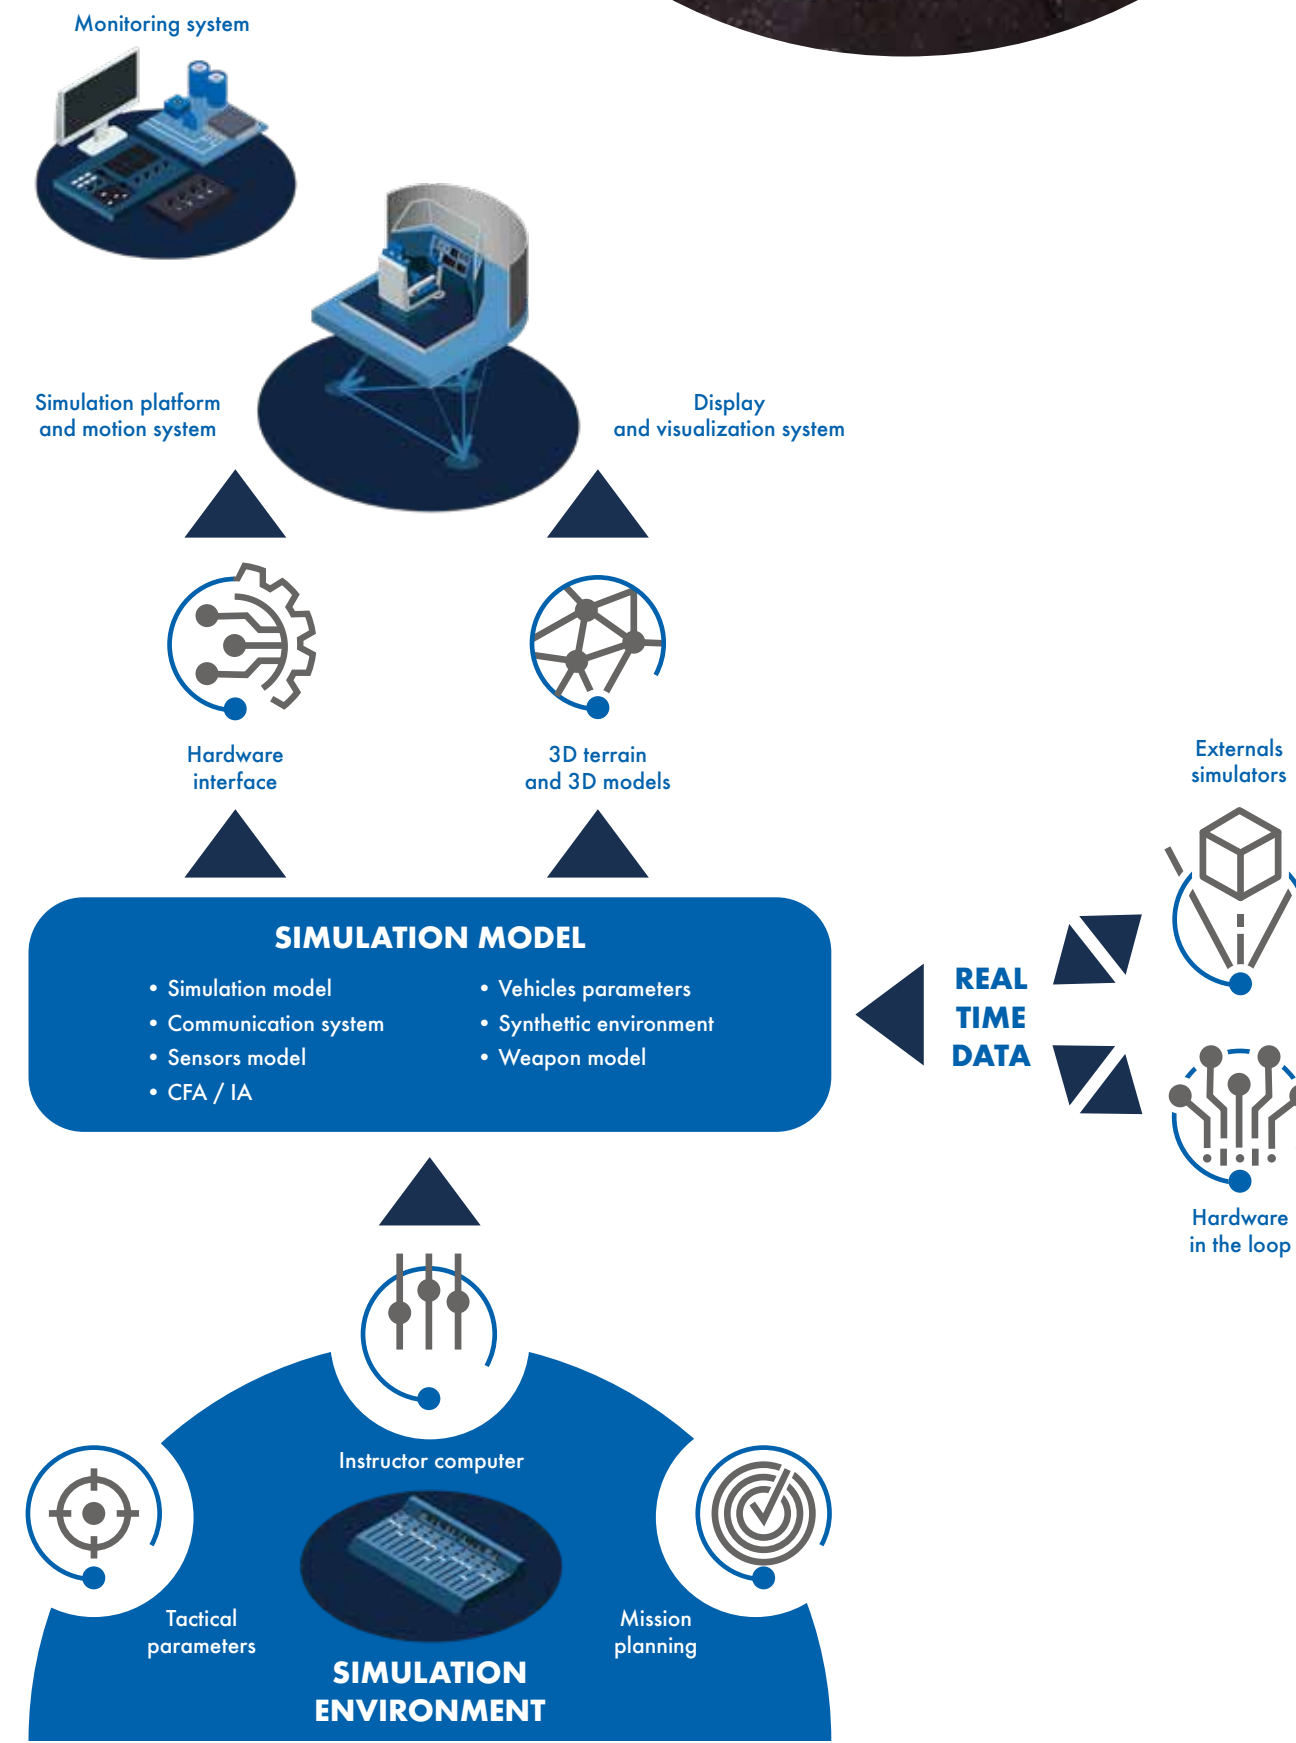 Monitoring system
Simulation platform
and motion system
Display
and visualization system
Hardware
interface
3D terrain
and 3D models
Externals
simulators
SIMULATION MODEL
• Simulation model
• Communication system
• Sensors model
• CFA / IA
• Vehicles parameters
• Synthettic environment
• Weapon model
REAL
TIME
DATA
Hardware
in the loop
Instructor computer
Tactical
parameters
Mission
planning
SIMULATION
ENVIRONMENT